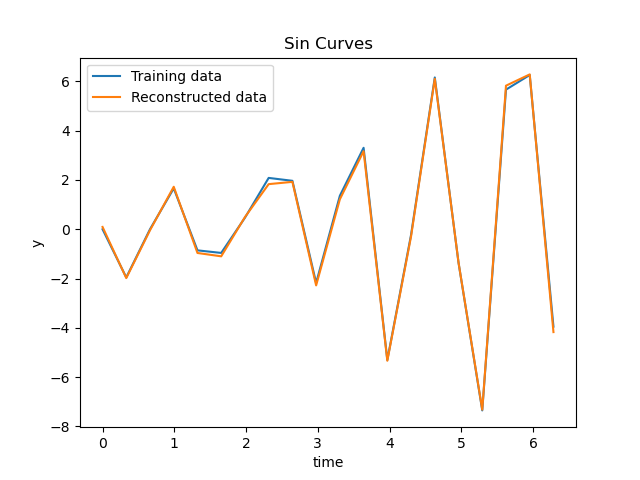 Sin Curves
Training data
Reconstructed data
6
4
2
0
−2
−4
−6
−8
y
0 1 2 3 4 5 6
time